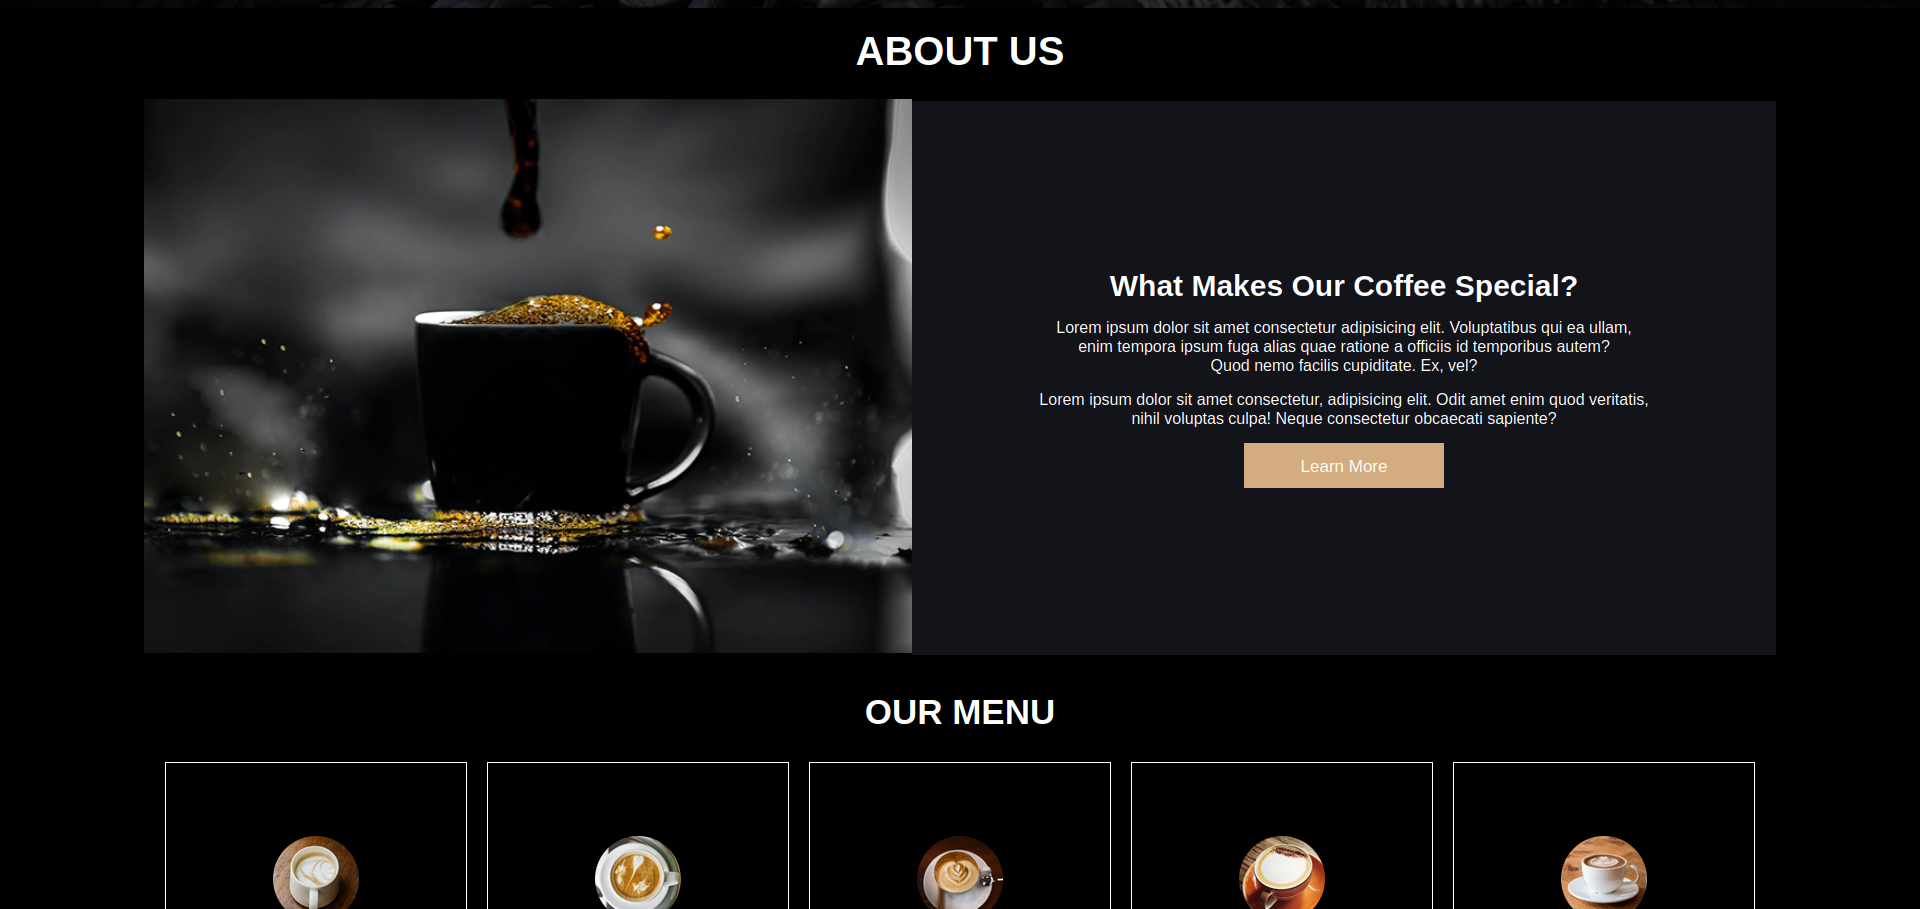 ABOUT US
What Makes Our Coffee Special?
Lorem ipsum dolor sit amet consectetur adipisicing elit. Voluptatibus qui ea ullam,
enim tempora ipsum fuga alias quae ratione a officiis id temporibus autem?
Quod nemo facilis cupiditate. Ex, vel?
Lorem ipsum dolor sit amet consectetur, adipisicing elit. Odit amet enim quod veritatis,
nihil voluptas culpa! Neque consectetur obcaecati sapiente?
Learn More
OUR MENU